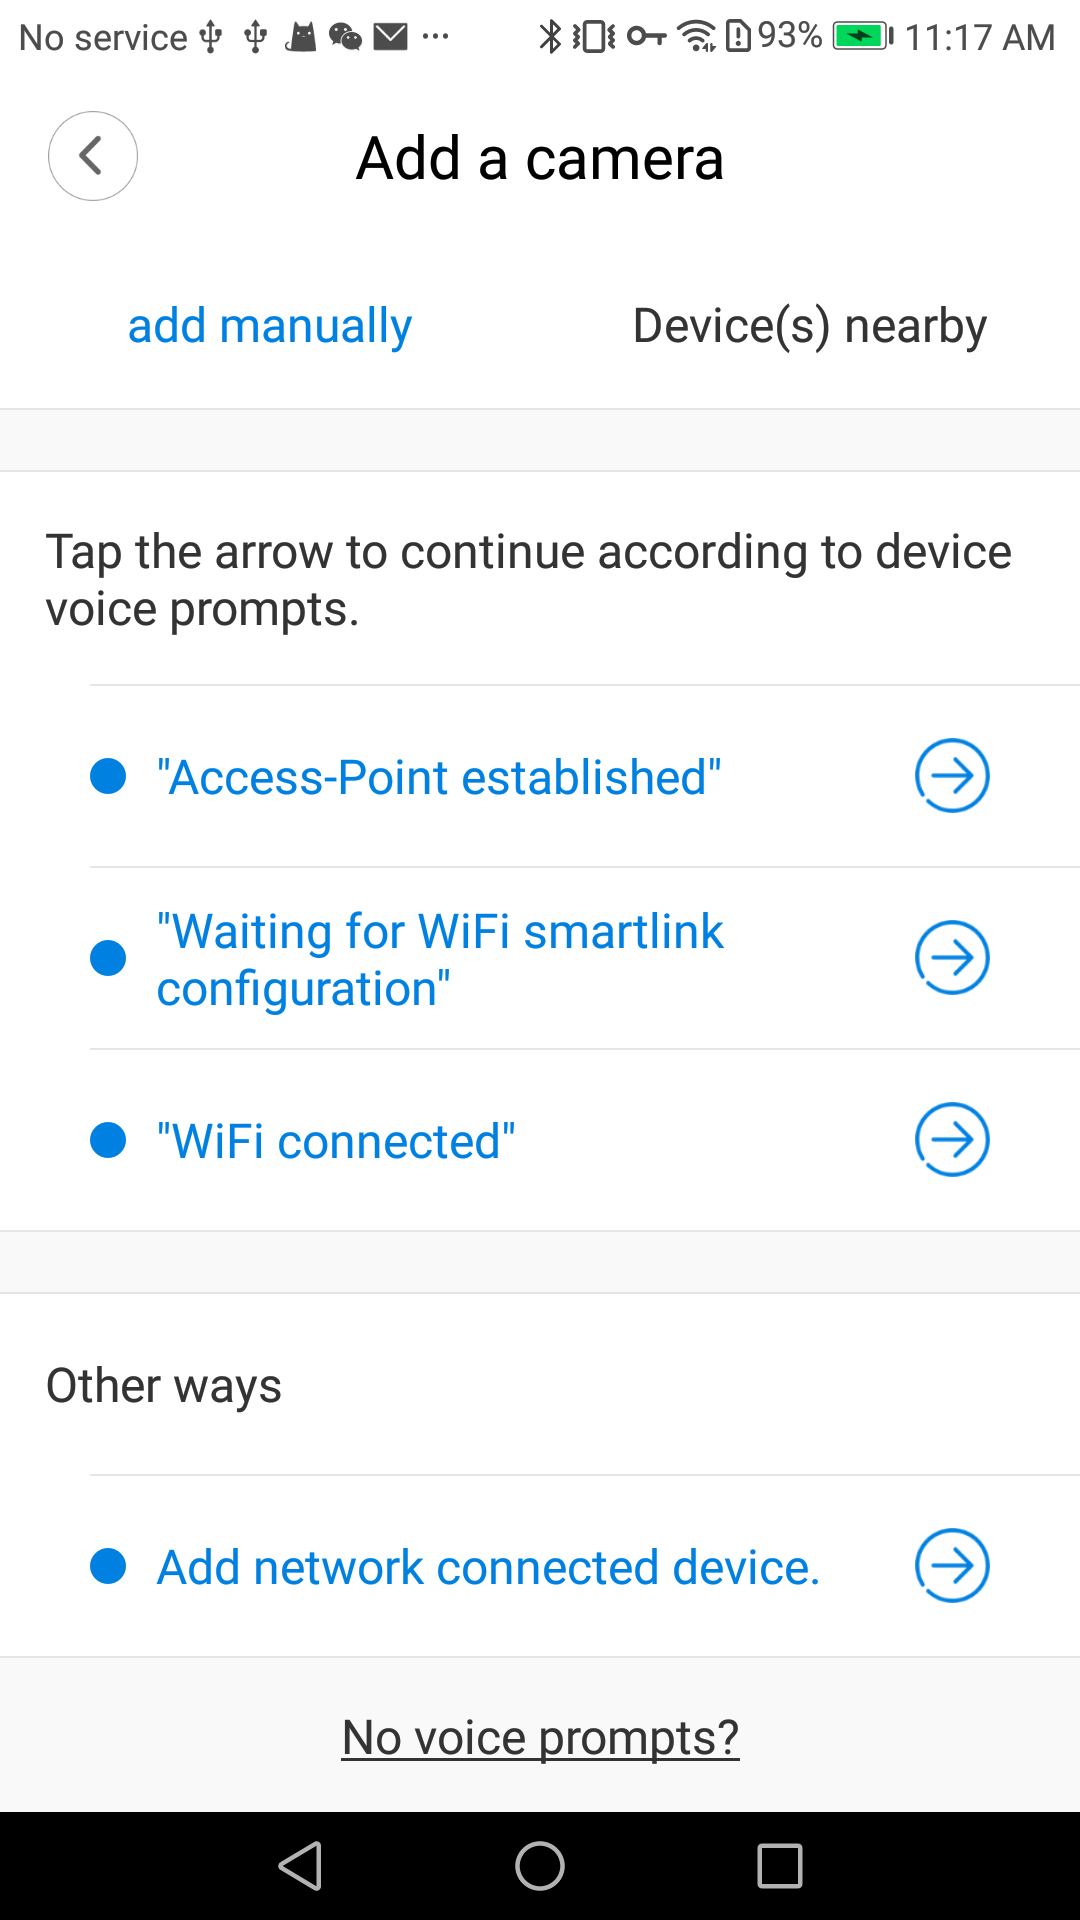 No service 93% 11:17 AM
Add a camera
add manually Device(s) nearby
Tap the arrow to continue according to device
voice prompts.
"Access-Point established"
"Waiting for WiFi smartlink
configuration"
"WiFi connected"
Other ways
Add network connected device.
No voice prompts?